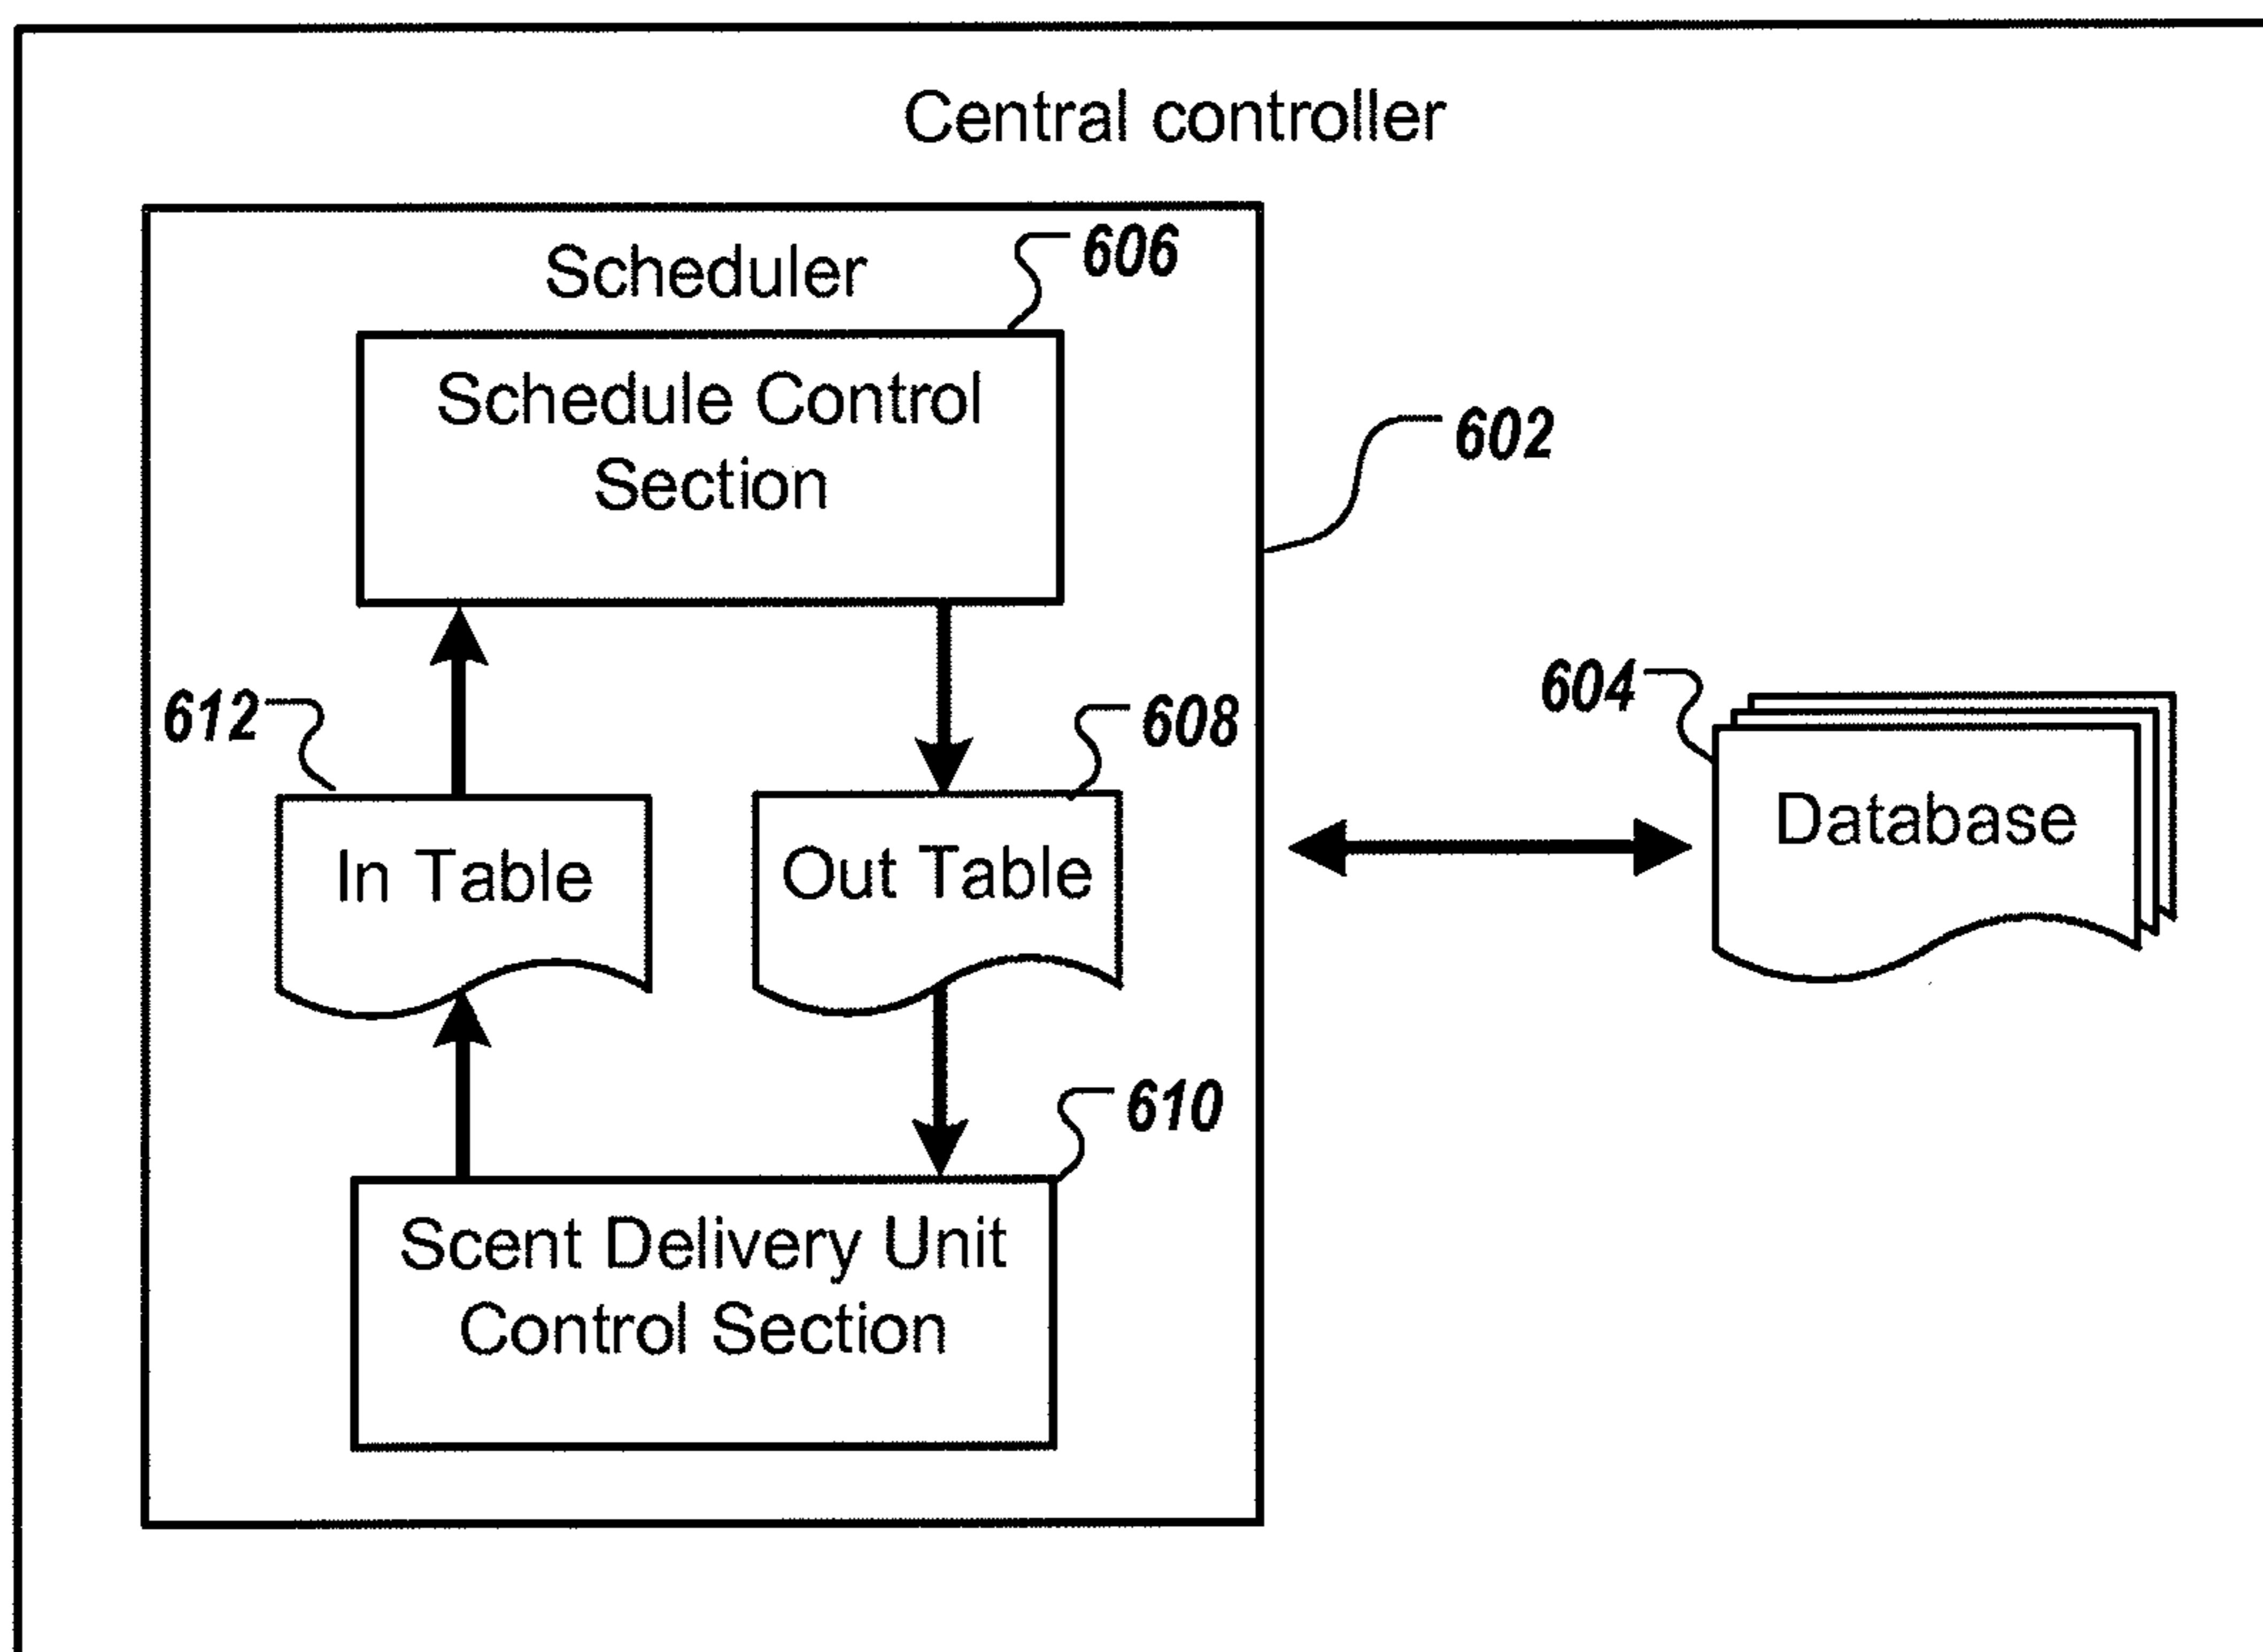 Central controller
Scheduler
606
Schedule Control
Section
602
612
608
604
In Table
Out Table
Database
610
Scent Delivery Unit
Control Section